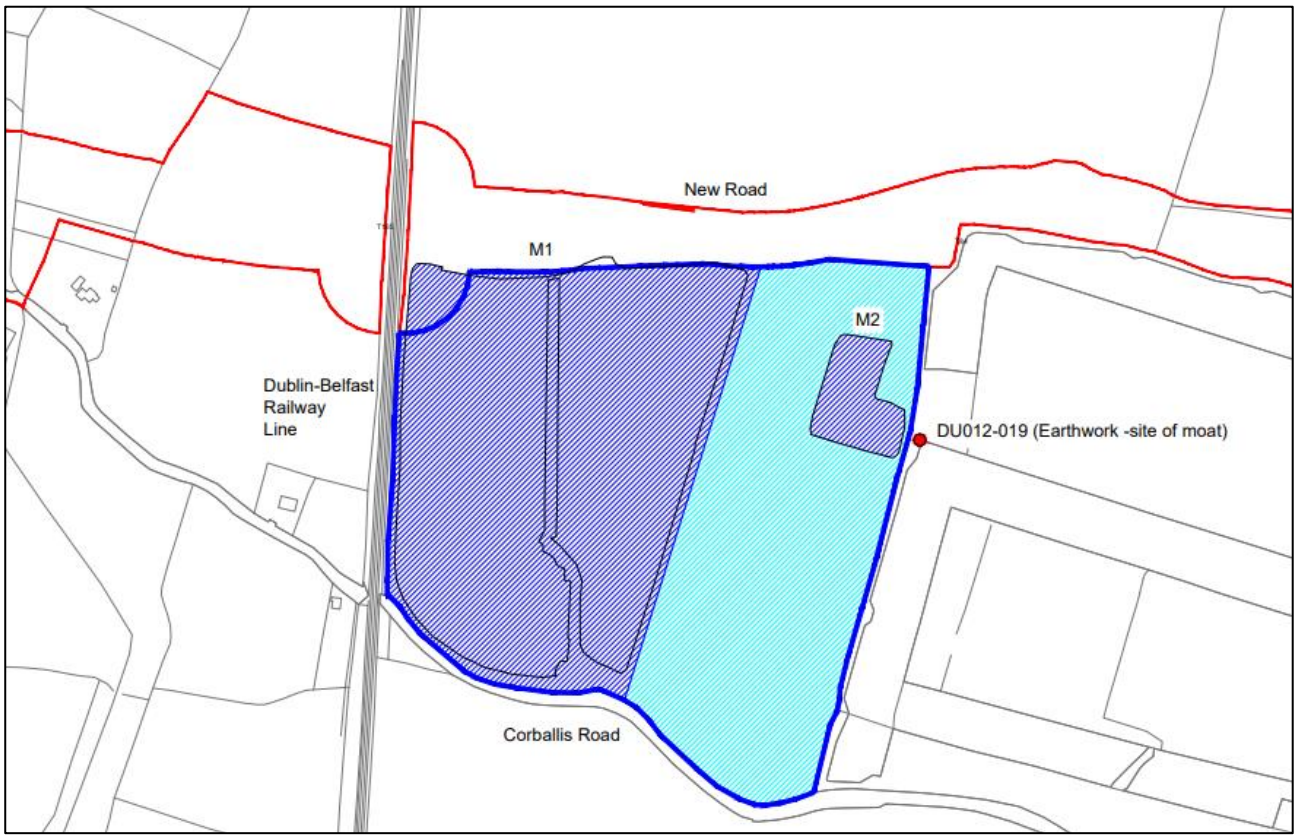 New Road
M1
M2
Dublin-Belfast
Railway
Line
DU012-019 (Earthwork -site of moat)
Corballis Road